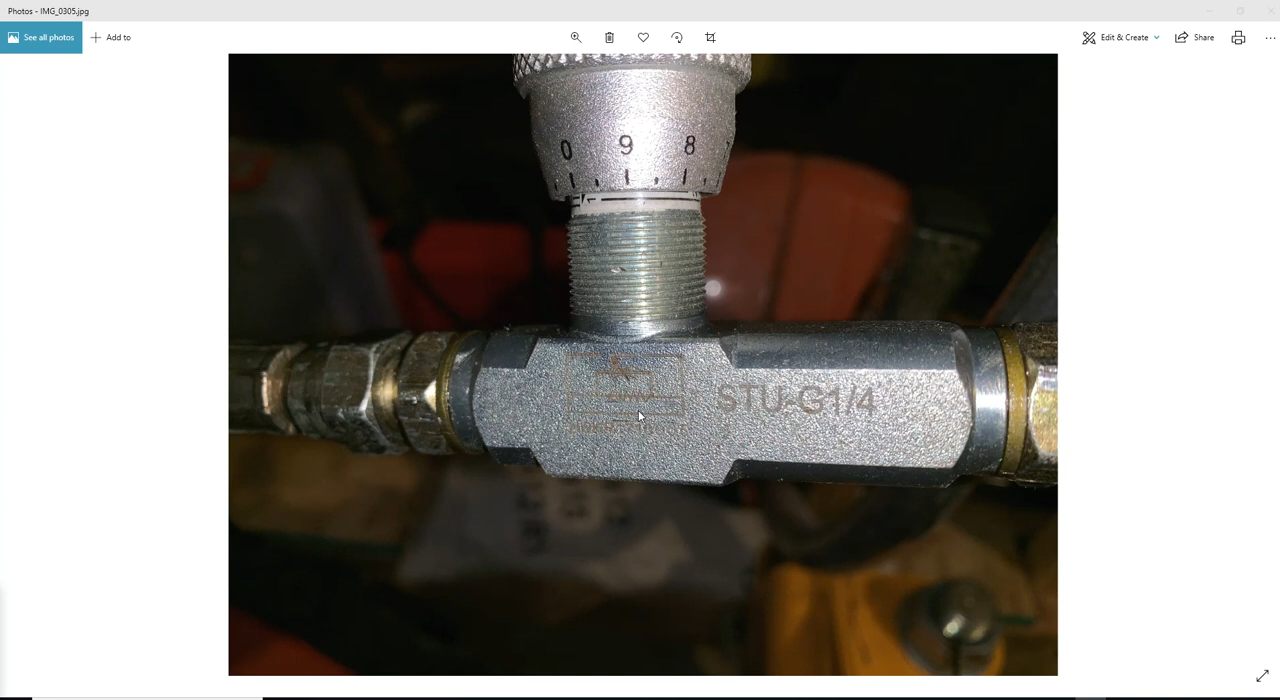 Photos - IMG_0305.jpg
See all photos
Add to
Edit & Create
Share
0 9 8
STU-G1/4